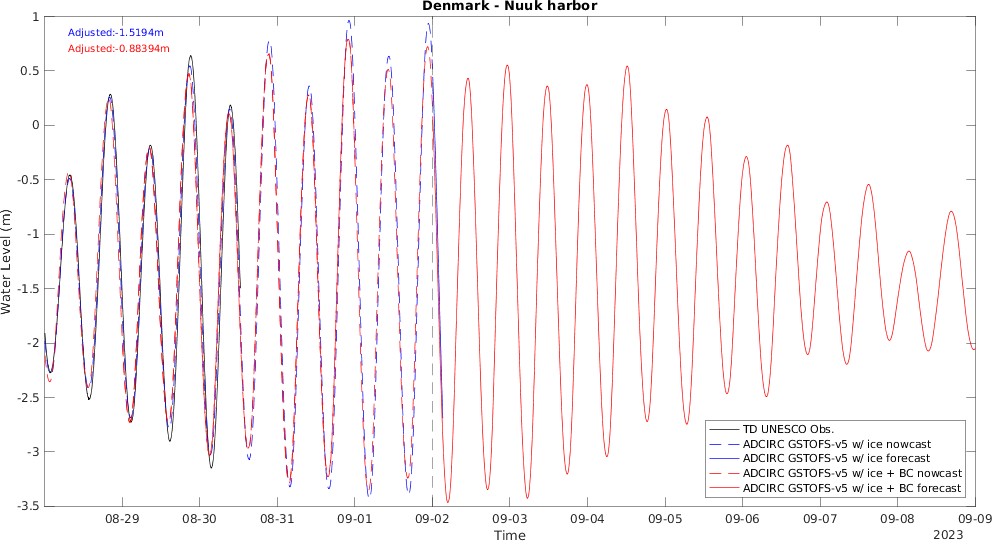 Denmark - Nuuk harbor
Adjusted:-1.5194m
Adjusted:-0.88394m
1
0.5
0
-0.5
-1
-1.5
-2
-2.5
-3
-3.5
Water Level (m)
TD UNESCO Obs.
ADCIRC GSTOFS-v5 w/ ice nowcast
ADCIRC GSTOFS-v5 w/ ice forecast
ADCIRC GSTOFS-v5 w/ ice + BC nowcast
ADCIRC GSTOFS-v5 w/ ice + BC forecast
08-29 08-30 08-31 09-01 09-02 09-03 09-04 09-05 09-06 09-07 09-08 09-09
Time
2023